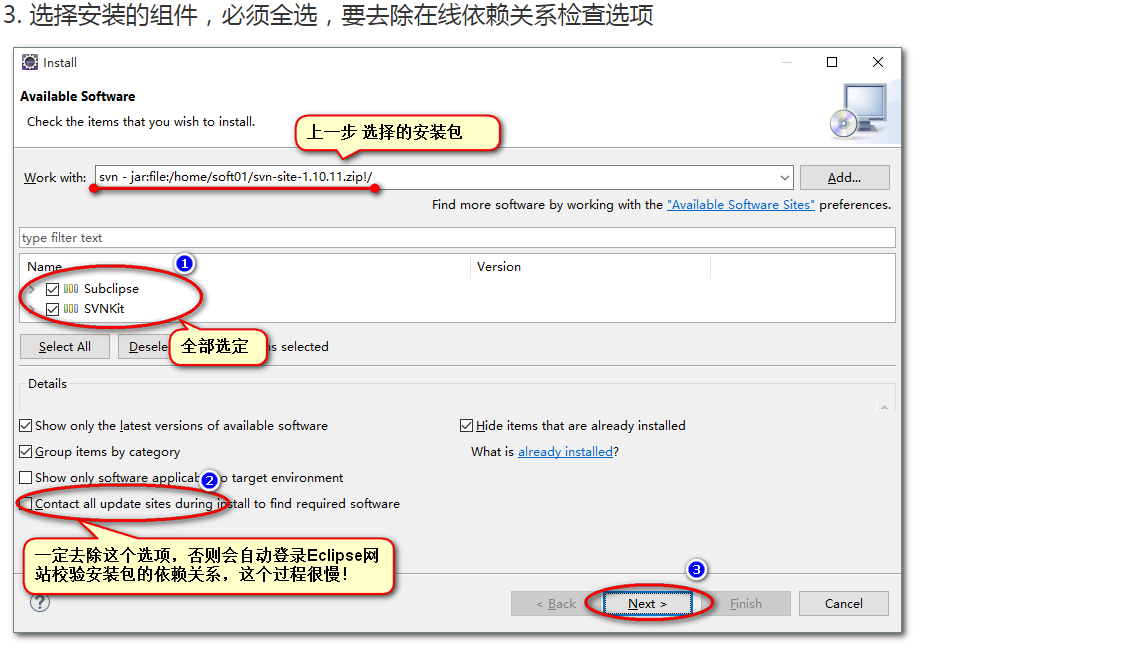 3. 选择安装的组件，必须全选，要去除在线依赖关系检查选项
Install
Available Software
Check the items that you wish to install.
上一步 选择的安装包
Work with: svn - jar:file:/home/soft01/svn-site-1.10.11.zip!/ Add...
Find more software by working with the "Available Software Sites" preferences.
type filter text
Name Version
1
Subclipse
SVNKit
Select All Desele s selected
全部选定
Details
Show only the latest versions of available software Hide items that are already installed
Group items by category What is already installed?
Show only software applicab o target environment
2
Contact all update sites during install to find required software
一定去除这个选项，否则会自动登录Eclipse网
站校验安装包的依赖关系，这个过程很慢！
3
? < Back Next > Finish Cancel